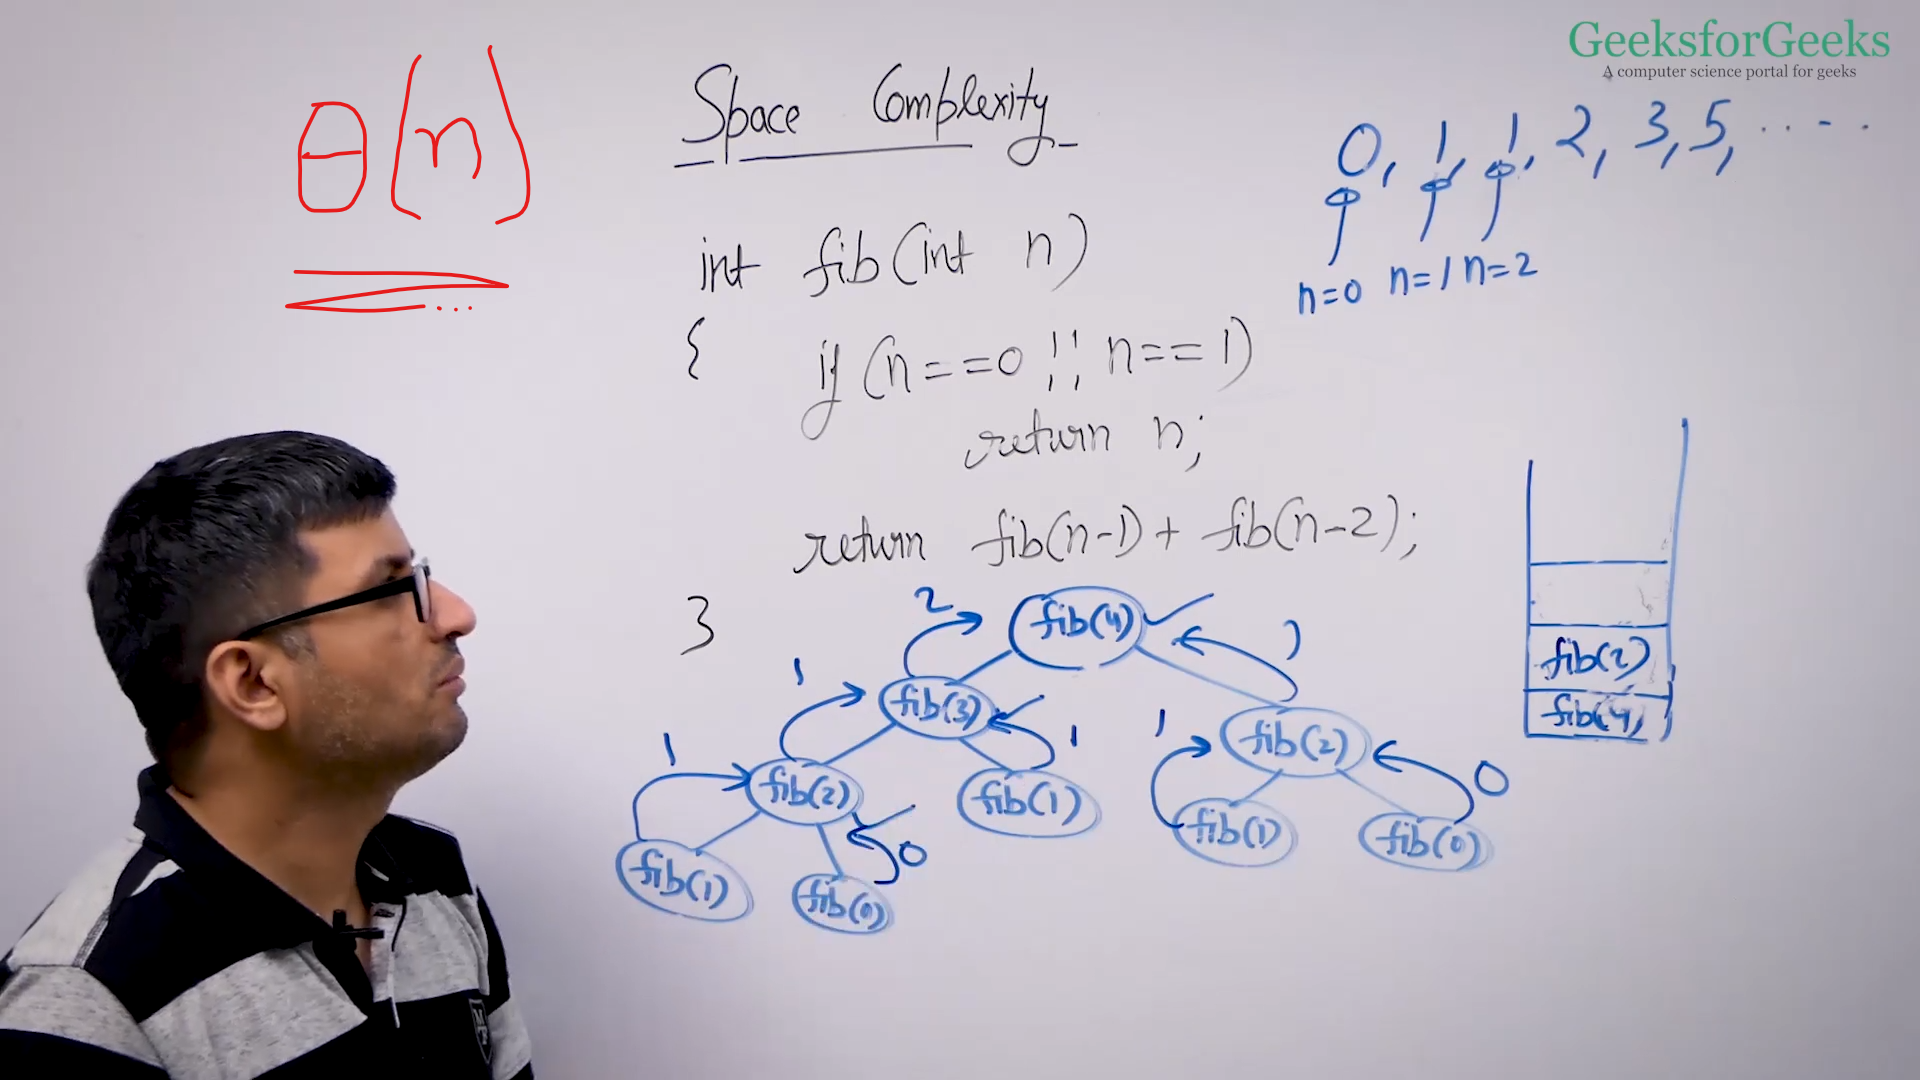 GeeksforGeeks
A computer science portal for geeks
θ(n)
...
Space Complexity
0, 1, 1, 2, 3, 5, ....
n=0 n=1 n=2
int fib(int n)
{ if (n==0 || n==1)
return n;
return fib(n-1) + fib(n-2);
}
2 fib(4) 1
1 fib(3) 1
1 fib(2) fib(1) 1 fib(2) 0
fib(1) fib(0) 0 fib(1) fib(0)
fib(2)
fib(4)